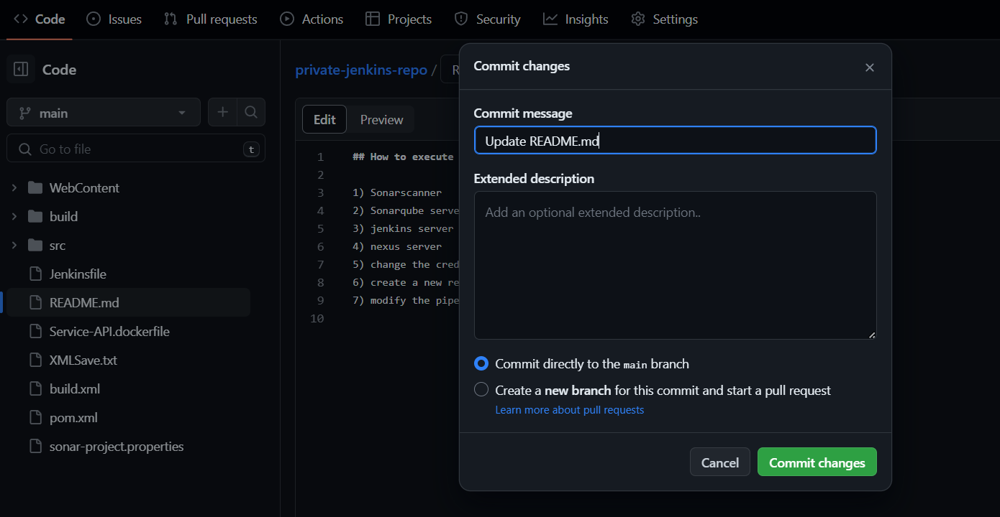 Code Issues Pull requests Actions Projects Security Insights Settings
Code
main
Go to file t
WebContent
build
src
Jenkinsfile
README.md
Service-API.dockerfile
XMLSave.txt
build.xml
pom.xml
sonar-project.properties
private-jenkins-repo /
Edit Preview
1 ## How to execute
2
3 1) Sonarscanner
4 2) Sonarqube serve
5 3) jenkins server
6 4) nexus server
7 5) change the cred
8 6) create a new re
9 7) modify the pipe
10
Commit changes
Commit message
Update README.md
Extended description
Add an optional extended description..
Commit directly to the main branch
Create a new branch for this commit and start a pull request
Learn more about pull requests
Cancel Commit changes